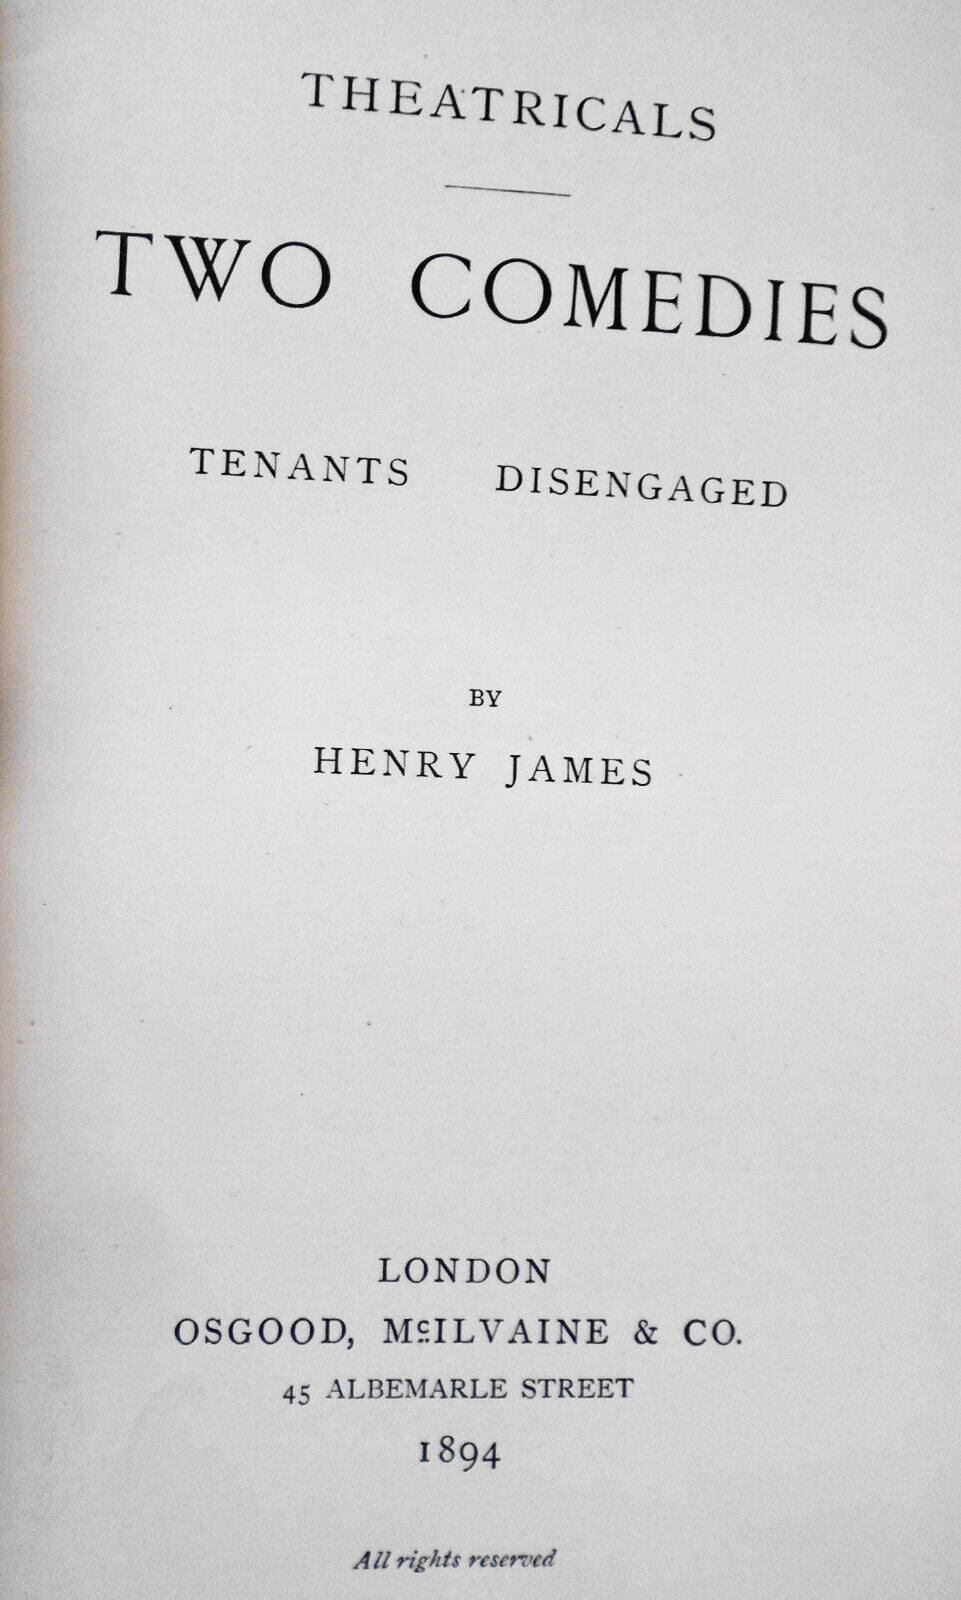 THEATRICALS
TWO COMEDIES
TENANTS DISENGAGED
BY
HENRY JAMES
LONDON
OSGOOD, McILVAINE & CO.
45 ALBEMARLE STREET
1894
All rights reserved